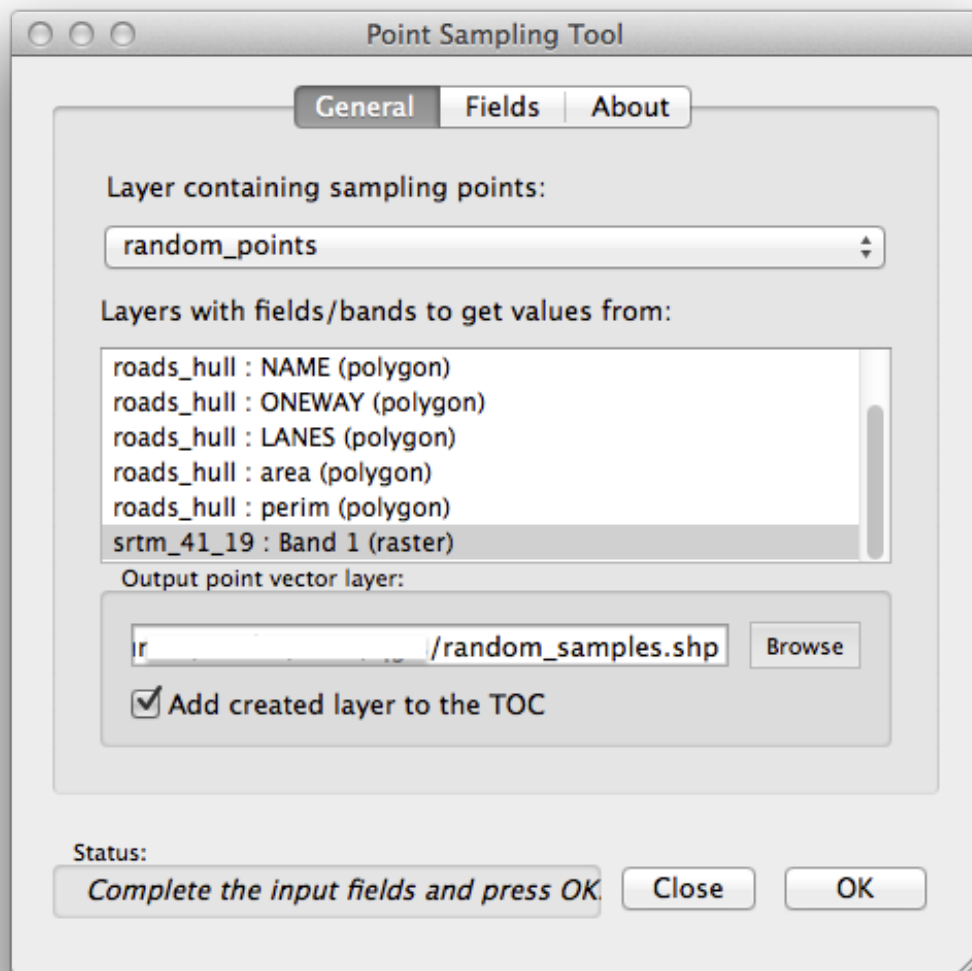 Point Sampling Tool
General Fields About
Layer containing sampling points:
random_points
Layers with fields/bands to get values from:
roads_hull : NAME (polygon)
roads_hull : ONEWAY (polygon)
roads_hull : LANES (polygon)
roads_hull : area (polygon)
roads_hull : perim (polygon)
srtm_41_19 : Band 1 (raster)
Output point vector layer:
/random_samples.shp Browse
Add created layer to the TOC
Status:
Complete the input fields and press OK. Close OK